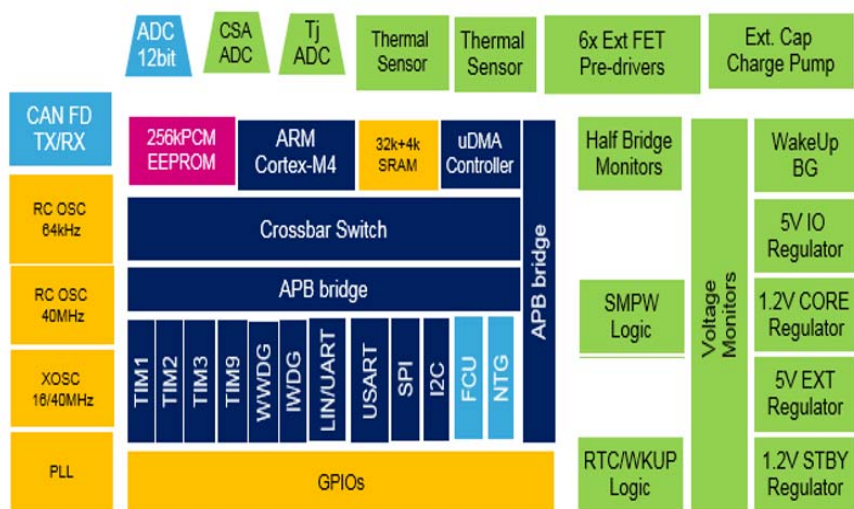 ADC
12bit
CSA
ADC
Tj
ADC
Thermal
Sensor
Thermal
Sensor
6x Ext FET
Pre-drivers
Ext. Cap
Charge Pump
CAN FD
TX/RX
256kPCM
EEPROM
ARM
Cortex-M4
32k+4k
SRAM
uDMA
Controller
APB bridge
Half Bridge
Monitors
Voltage
Monitors
WakeUp
BG
RC OSC
64kHz
Crossbar Switch
5V IO
Regulator
RC OSC
40MHz
APB bridge
SMPW
Logic
1.2V CORE
Regulator
XOSC
16/40MHz
TIM1
TIM2
TIM3
TIM9
WWDG
IWDG
LIN/UART
USART
SPI
I2C
FCU
NTG
5V EXT
Regulator
PLL
GPIOs
RTC/WKUP
Logic
1.2V STBY
Regulator